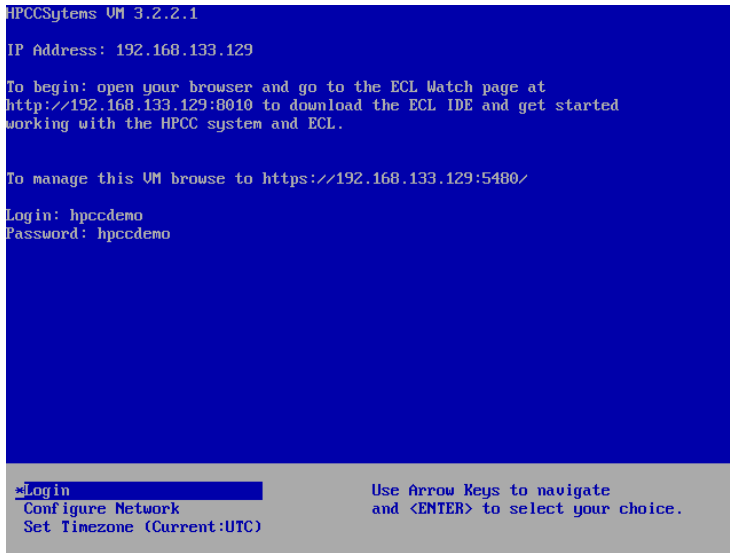 HPCCSytems VM 3.2.2.1
IP Address: 192.168.133.129
To begin: open your browser and go to the ECL Watch page at
http://192.168.133.129:8010 to download the ECL IDE and get started
working with the HPCC system and ECL.
To manage this VM browse to https://192.168.133.129:5480/
Login: hpccdemo
Password: hpccdemo
*Login
Configure Network
Set Timezone (Current:UTC)
Use Arrow Keys to navigate
and <ENTER> to select your choice.